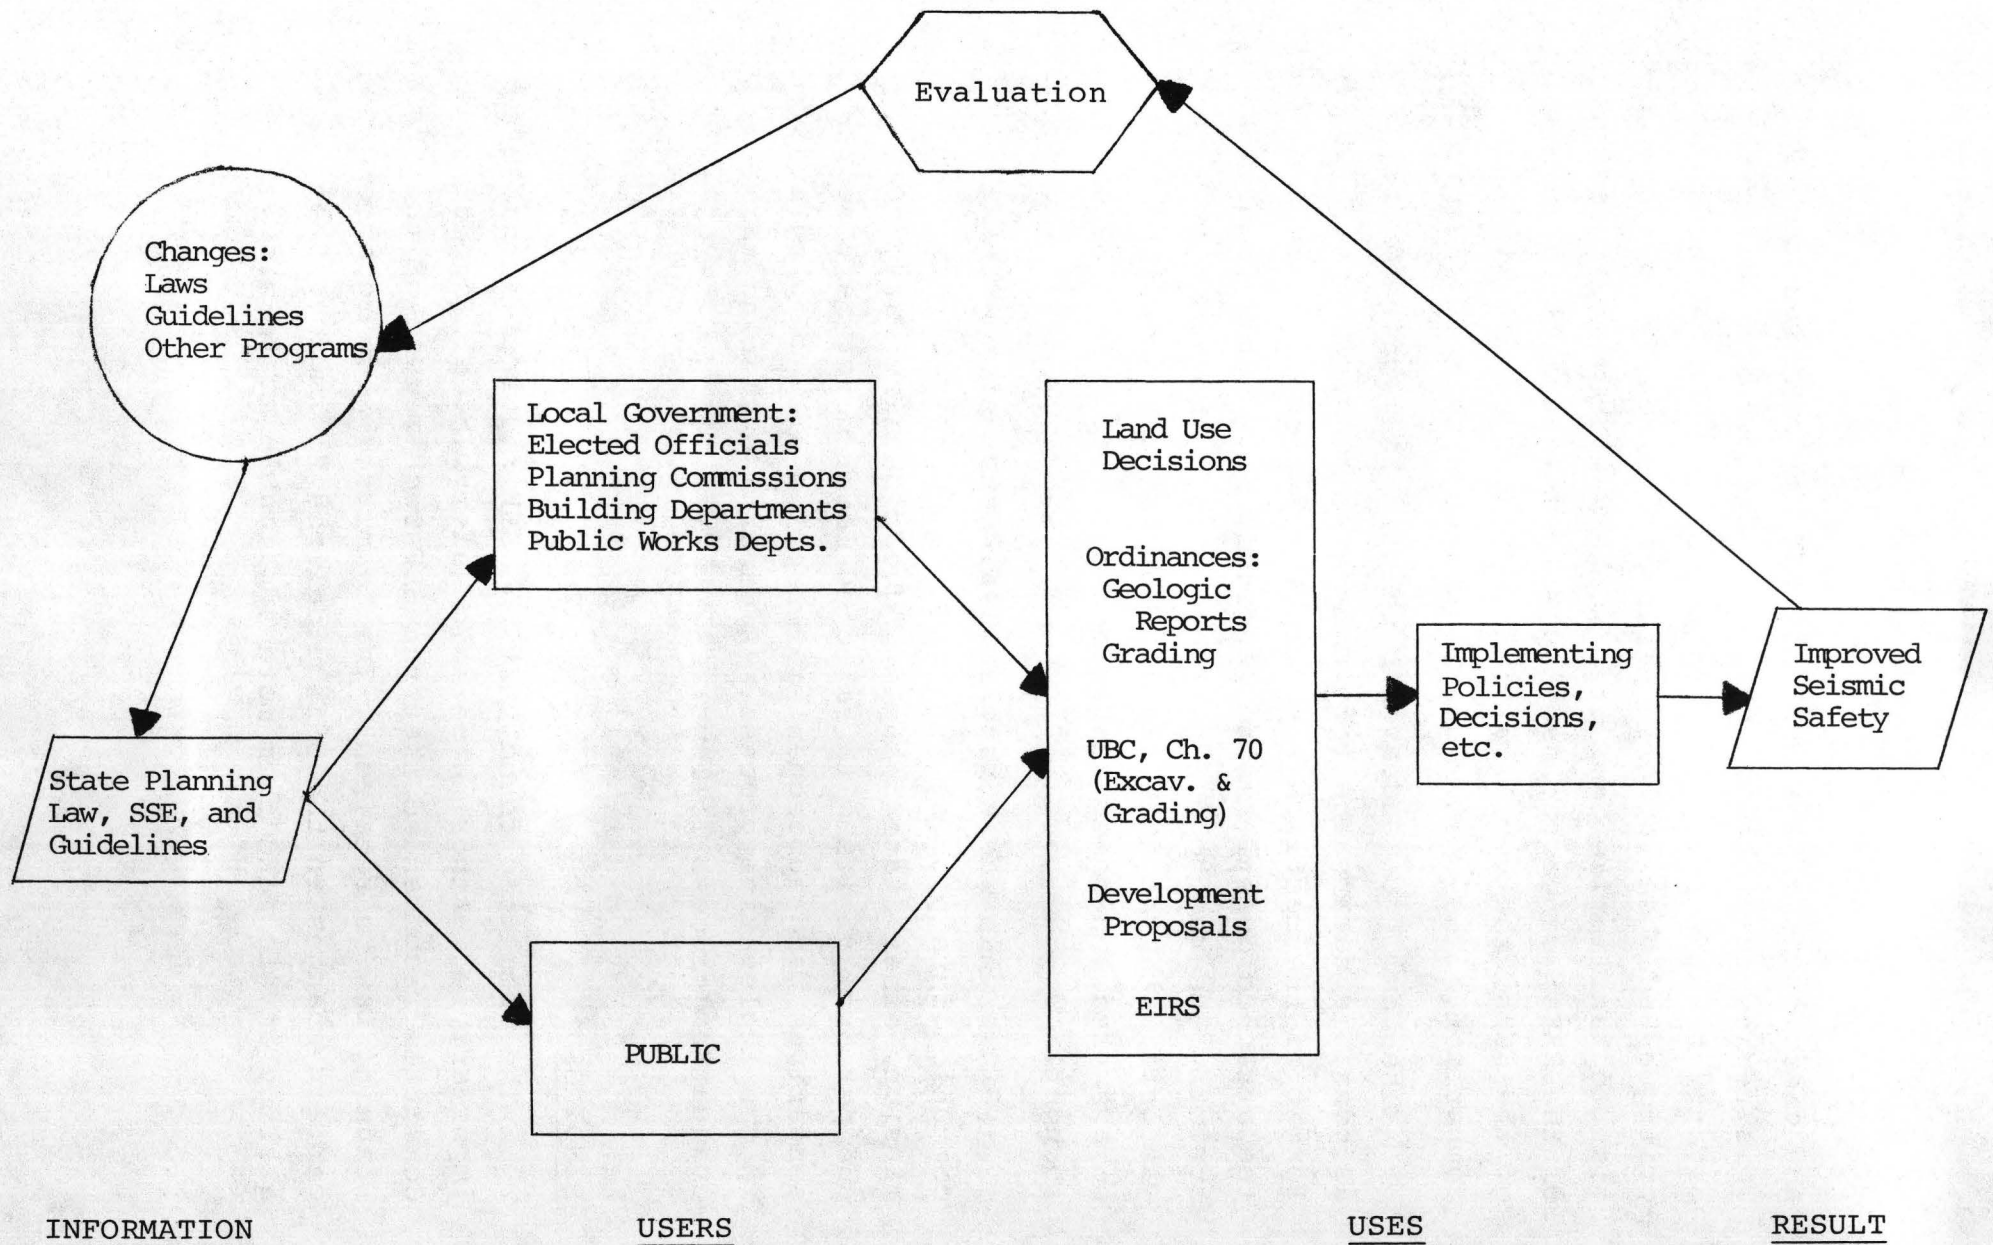 Evaluation
Changes:
Laws
Guidelines
Other Programs
Local Government:
Elected Officials
Planning Commissions
Building Departments
Public Works Depts.
Land Use
Decisions
Ordinances:
Geologic
Reports
Grading
UBC, Ch. 70
(Excav. &
Grading)
Development
Proposals
EIRS
Implementing
Policies,
Decisions,
etc.
Improved
Seismic
Safety
State Planning
Law, SSE, and
Guidelines
PUBLIC
INFORMATION
USERS
USES
RESULT